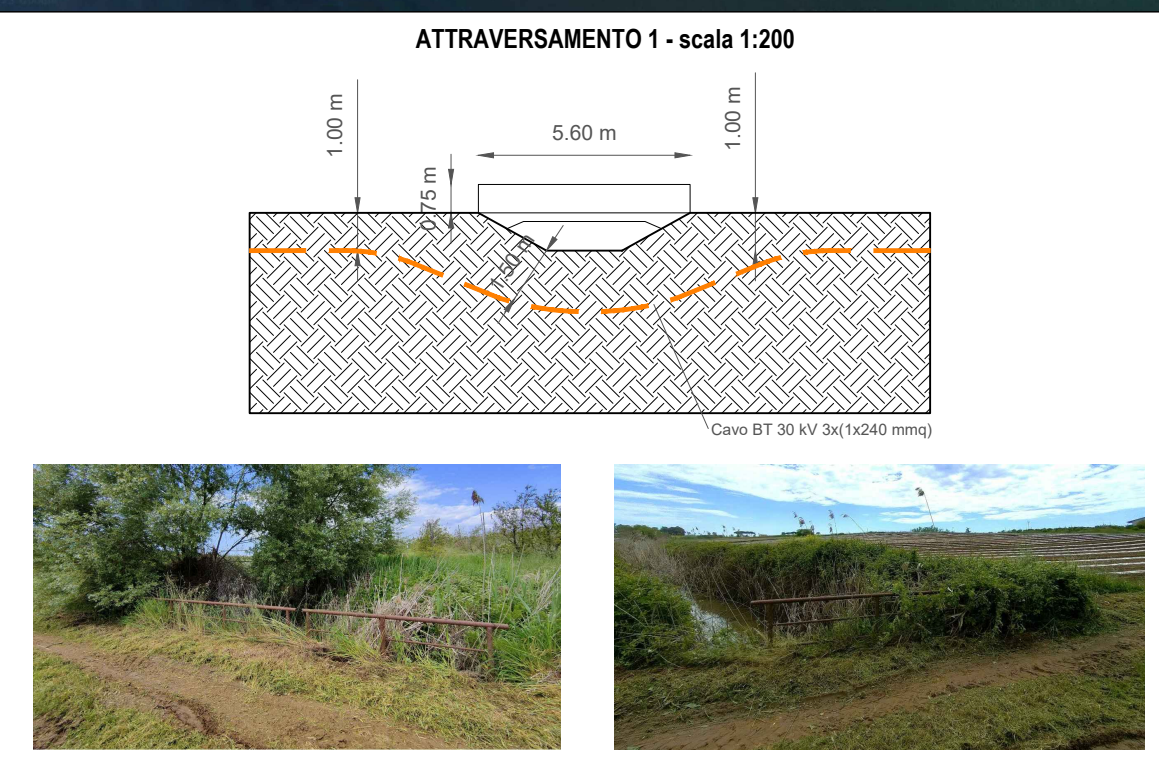 ATTRAVERSAMENTO 1 - scala 1:200
1.00 m
5.60 m
1.00 m
0.75 m
1.50 m
Cavo BT 30 kV 3x(1x240 mmq)